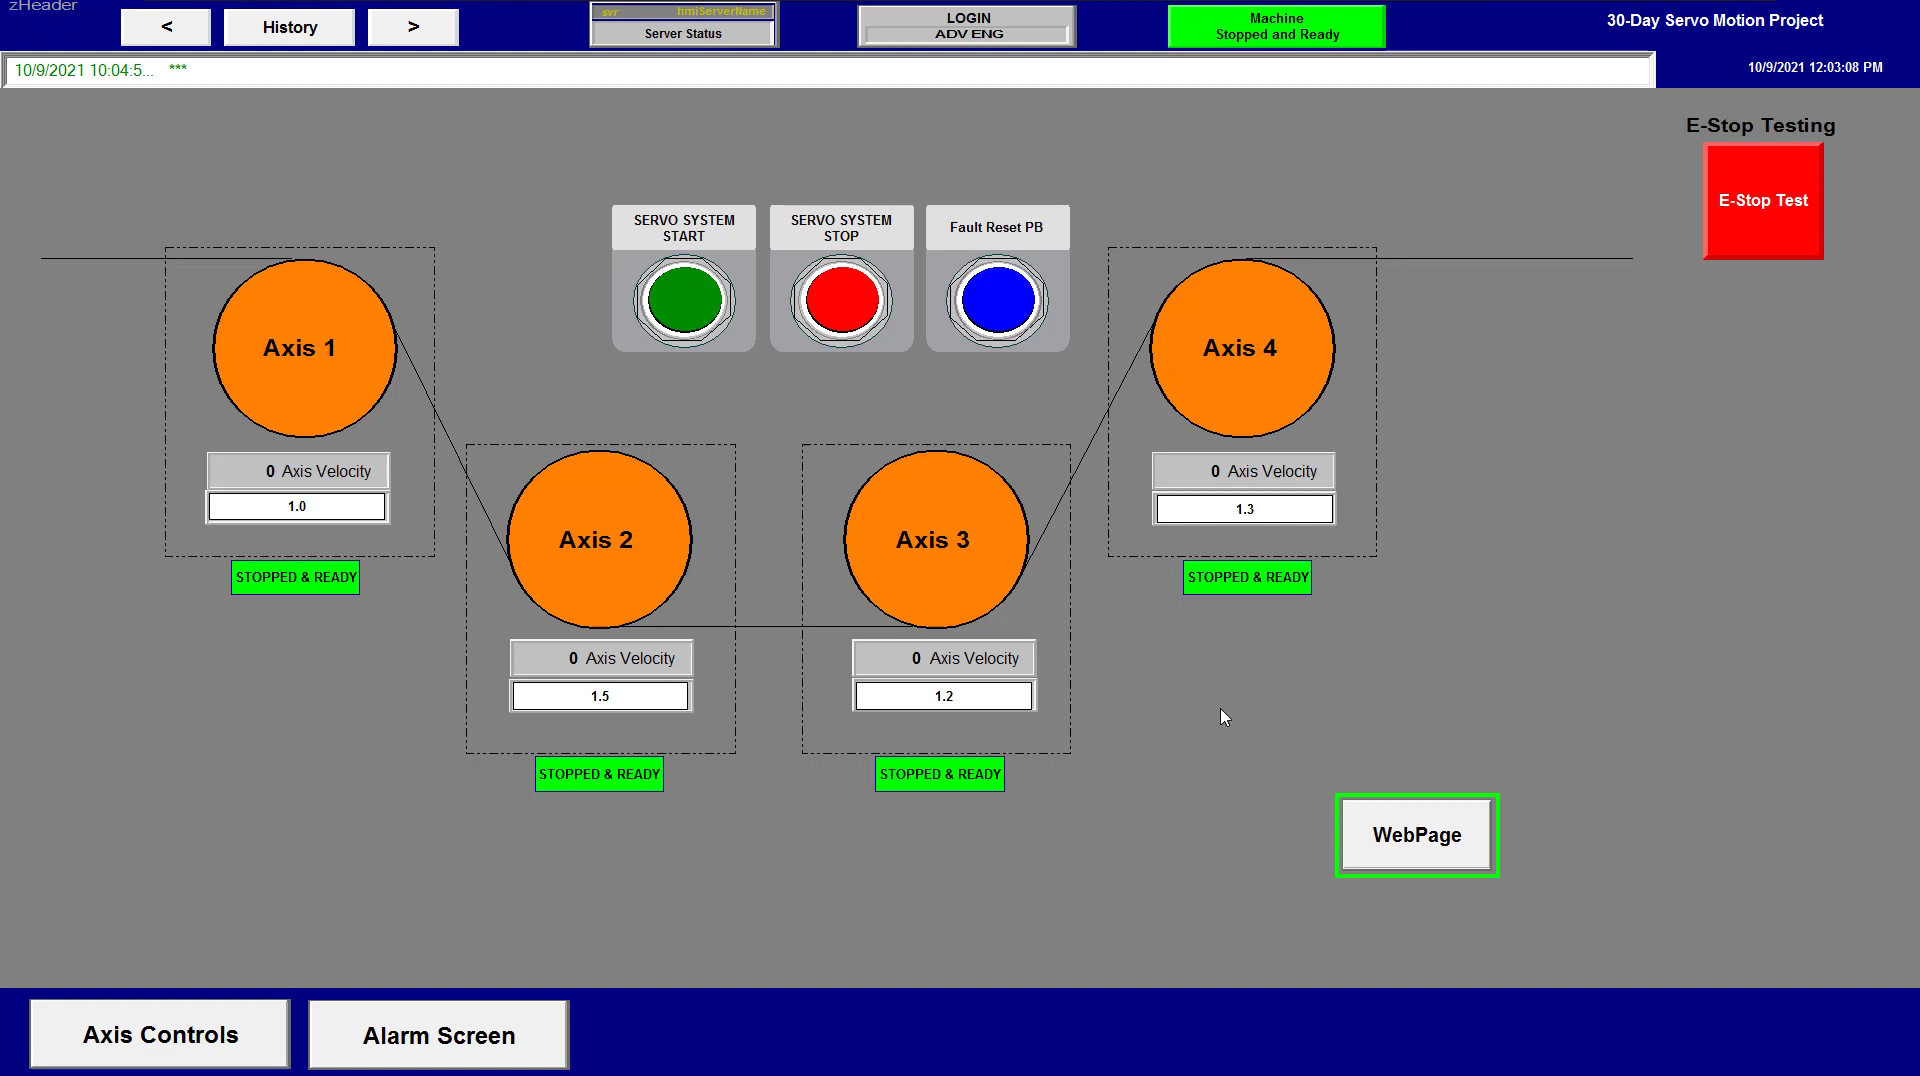 zHeader
<
History
>
svr hmiServerName
Server Status
LOGIN
ADV ENG
Machine
Stopped and Ready
30-Day Servo Motion Project
10/9/2021 10:04:5... ***
10/9/2021 12:03:08 PM
E-Stop Testing
E-Stop Test
SERVO SYSTEM
START
SERVO SYSTEM
STOP
Fault Reset PB
Axis 1
0 Axis Velocity
1.0
STOPPED & READY
Axis 2
0 Axis Velocity
1.5
STOPPED & READY
Axis 3
0 Axis Velocity
1.2
STOPPED & READY
Axis 4
0 Axis Velocity
1.3
STOPPED & READY
WebPage
Axis Controls
Alarm Screen